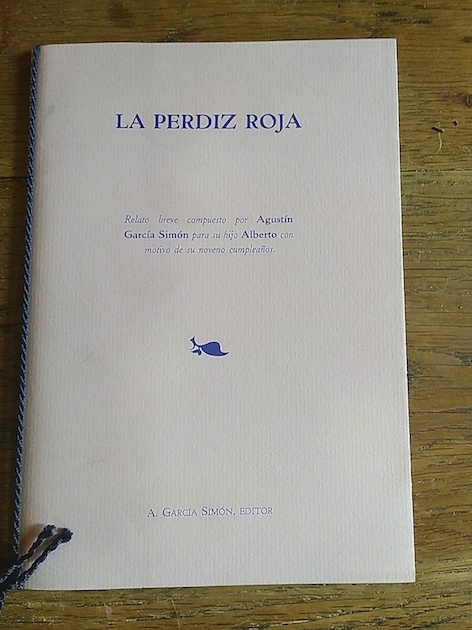 LA PERDIZ ROJA
Relato breve compuesto por Agustín
García Simón para su hijo Alberto con
motivo de su noveno cumpleaños.
A. García Simón, editor